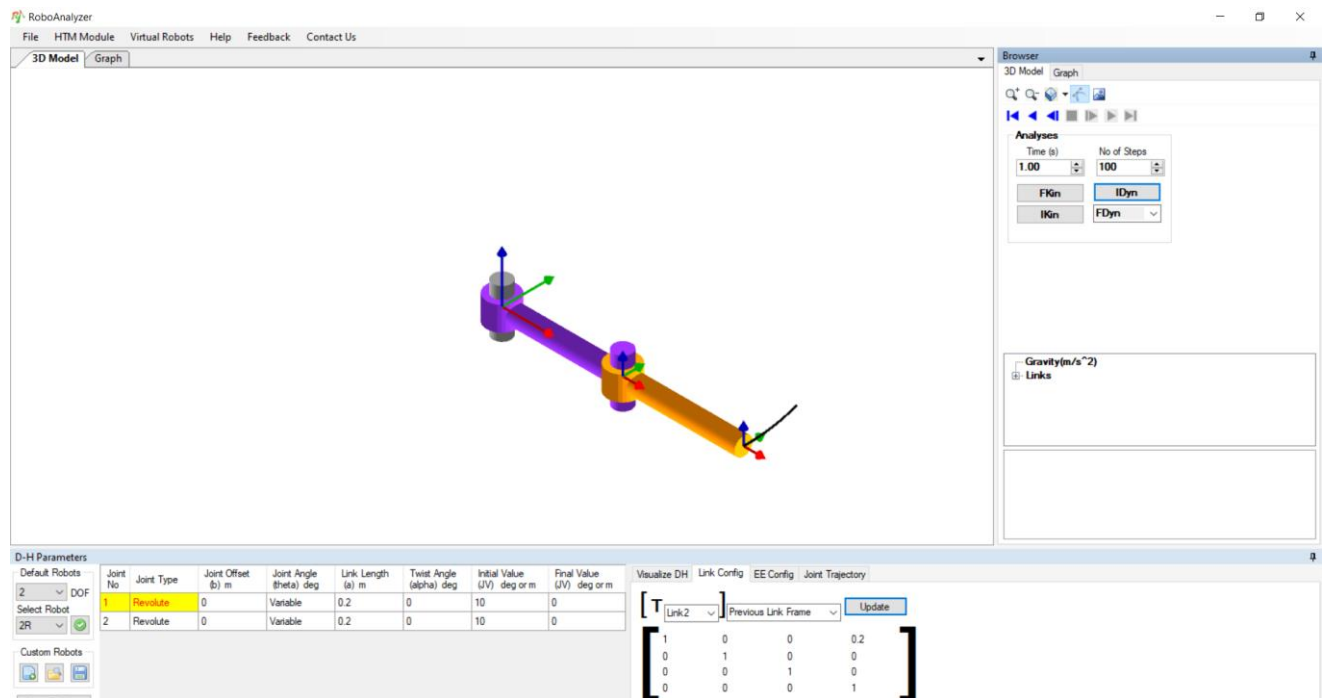 RoboAnalyzer
File HTM Module Virtual Robots Help Feedback Contact Us
3D Model Graph
Browser
3D Model Graph
Analyses
Time (s) No of Steps
1.00 100
FKin IDyn
IKin FDyn
Gravity(m/s^2)
Links
D-H Parameters
Default Robots
2 DOF
Select Robot
2R
Custom Robots
Joint No Joint Type Joint Offset (b) m Joint Angle (theta) deg Link Length (a) m Twist Angle (alpha) deg Initial Value (JV) deg or m Final Value (JV) deg or m
1 Revolute 0 Variable 0.2 0 10 0
2 Revolute 0 Variable 0.2 0 10 0
Visualize DH Link Config EE Config Joint Trajectory
T Link2 Previous Link Frame Update
1 0 0 0.2
0 1 0 0
0 0 1 0
0 0 0 1